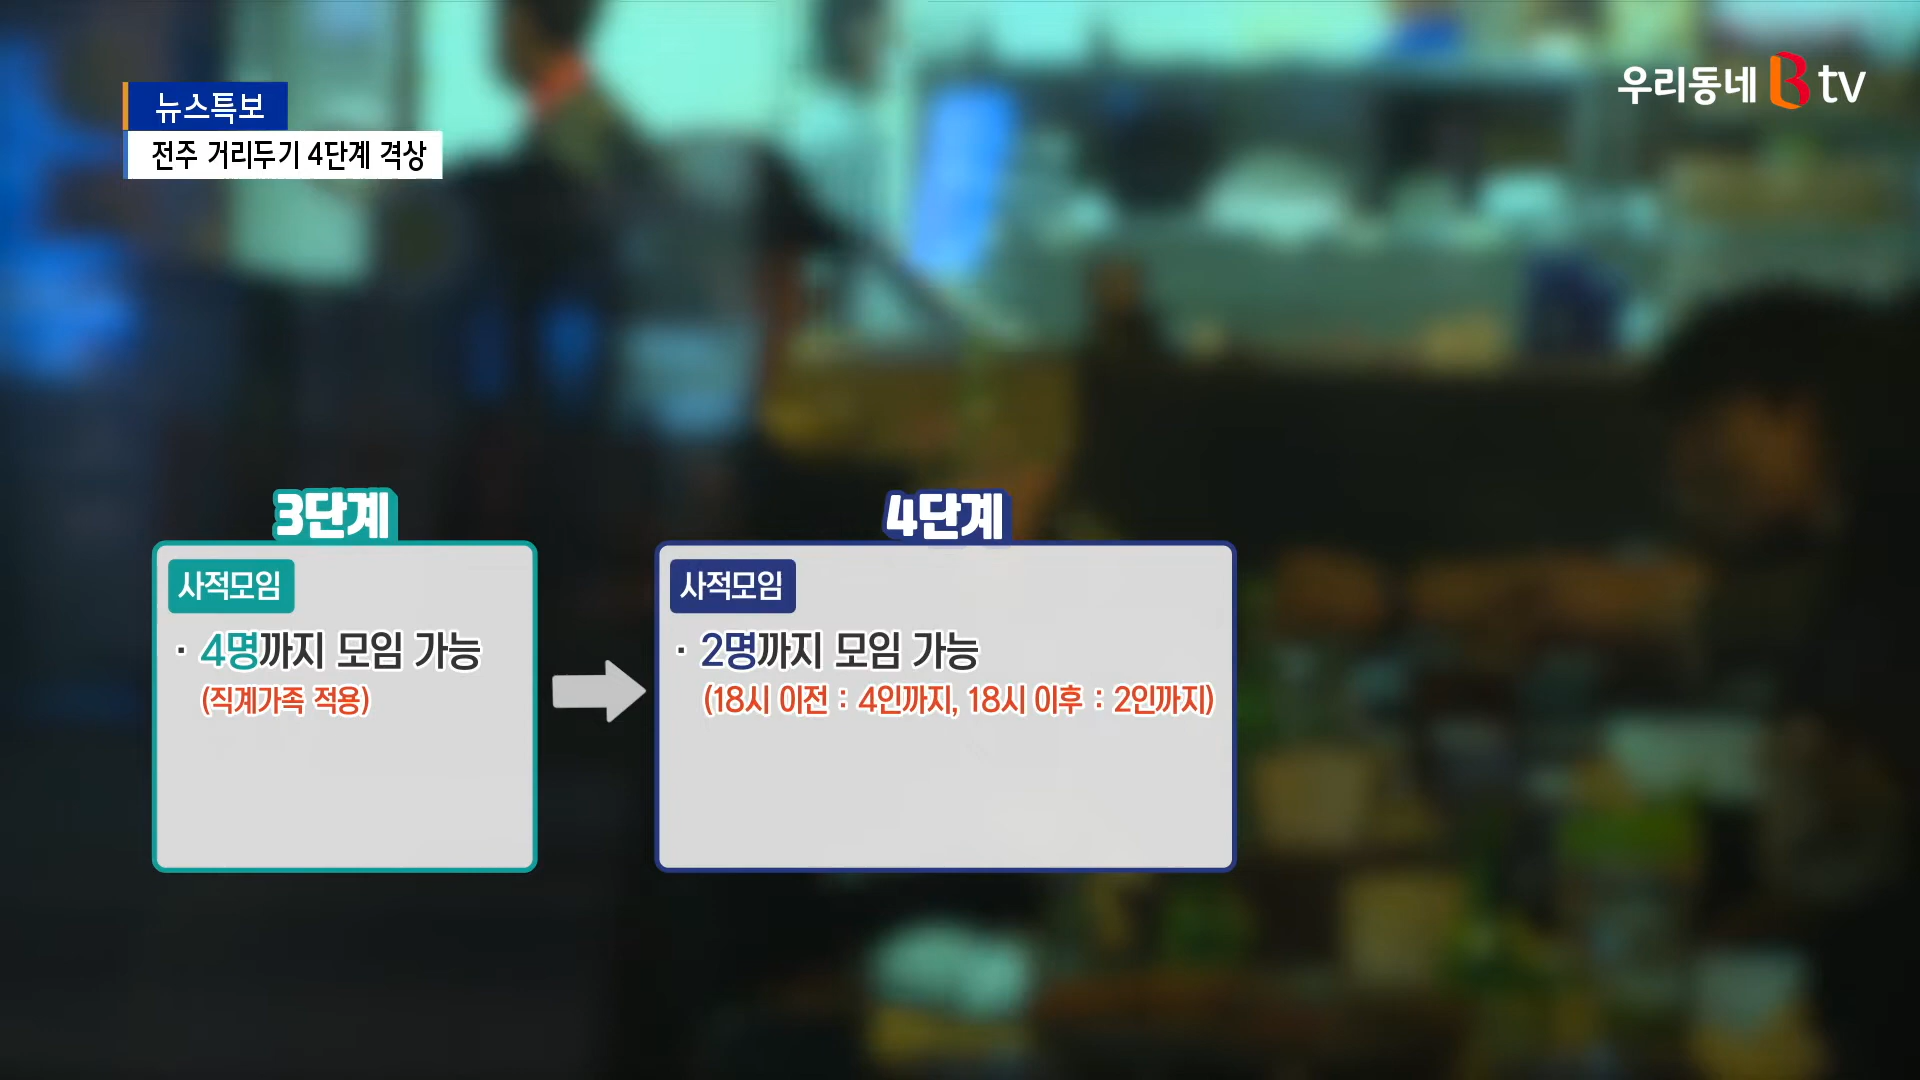 뉴스특보
전주 거리두기 4단계 격상
우리동네 B tv
3단계
사적모임
· 4명까지 모임 가능
(직계가족 적용)
4단계
사적모임
· 2명까지 모임 가능
(18시 이전 : 4인까지, 18시 이후 : 2인까지)